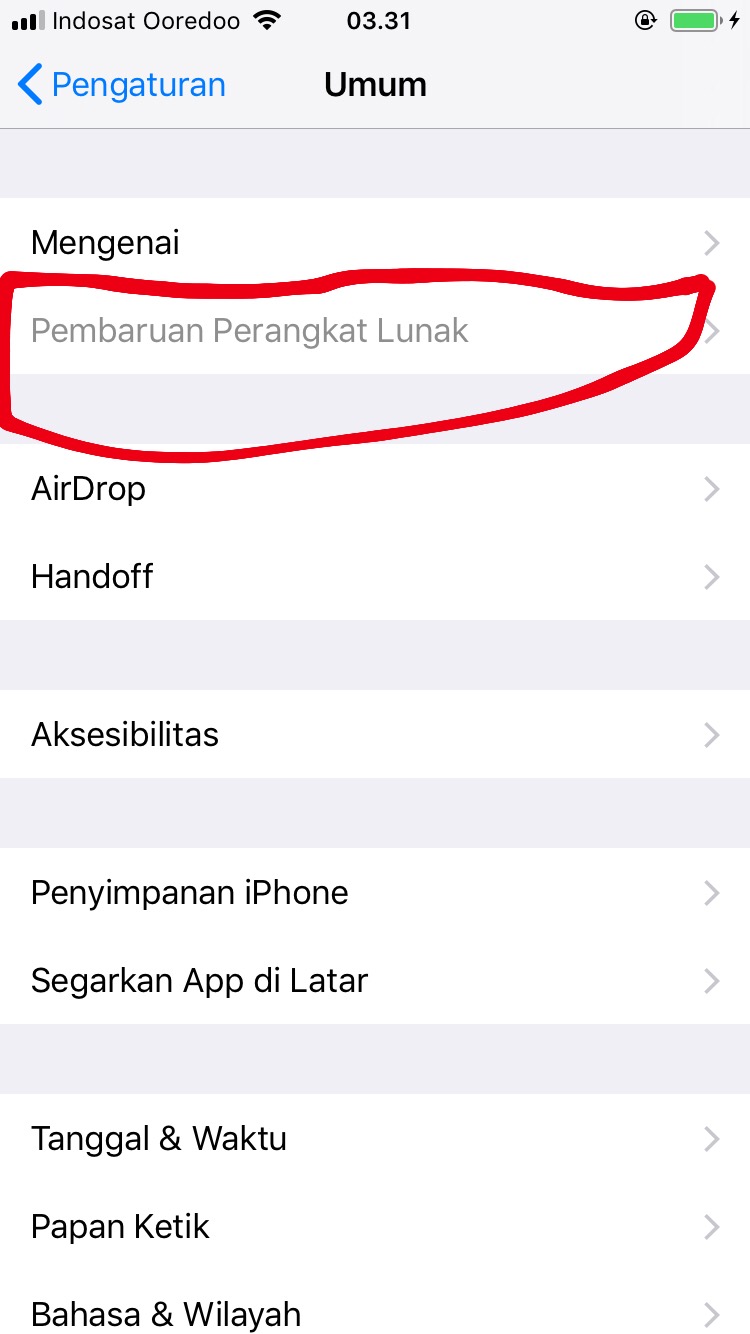 Indosat Ooredoo 03.31
Pengaturan Umum
Mengenai
Pembaruan Perangkat Lunak
AirDrop
Handoff
Aksesibilitas
Penyimpanan iPhone
Segarkan App di Latar
Tanggal & Waktu
Papan Ketik
Bahasa & Wilayah